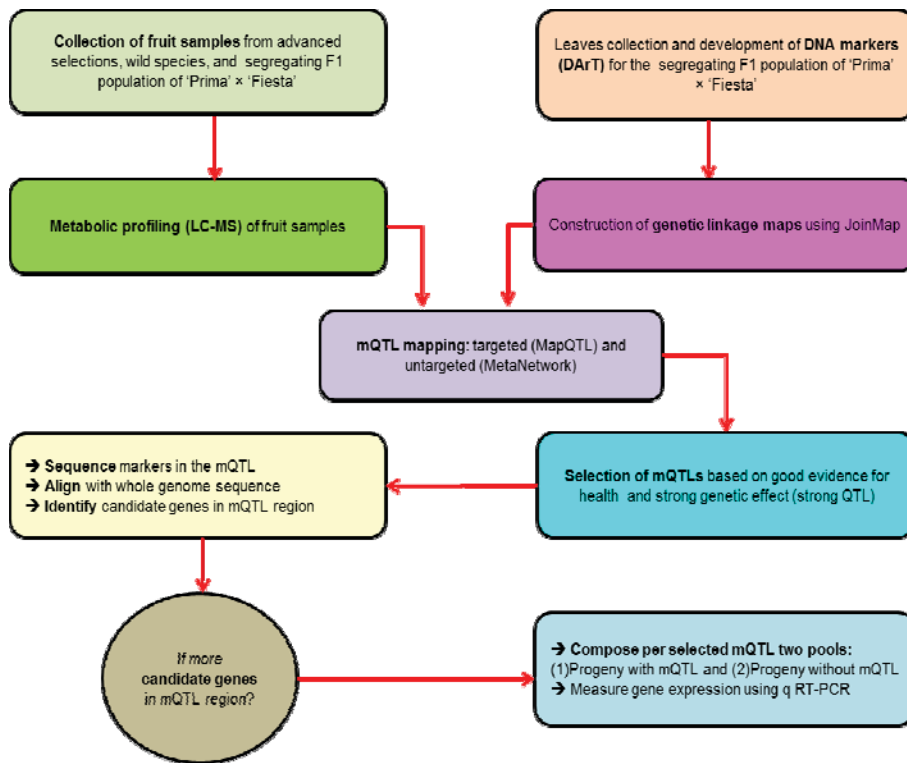 Collection of fruit samples from advanced
selections, wild species, and segregating F1
population of ‘Prima’ × ‘Fiesta’
Leaves collection and development of DNA markers
(DArT) for the segregating F1 population of ‘Prima’
× ‘Fiesta’
Metabolic profiling (LC-MS) of fruit samples
Construction of genetic linkage maps using JoinMap
mQTL mapping: targeted (MapQTL) and
untargeted (MetaNetwork)
➔ Sequence markers in the mQTL
➔ Align with whole genome sequence
➔ Identify candidate genes in mQTL region
Selection of mQTLs based on good evidence for
health and strong genetic effect (strong QTL)
If more
candidate genes
in mQTL region?
➔ Compose per selected mQTL two pools:
(1)Progeny with mQTL and (2)Progeny without mQTL
➔ Measure gene expression using q RT-PCR